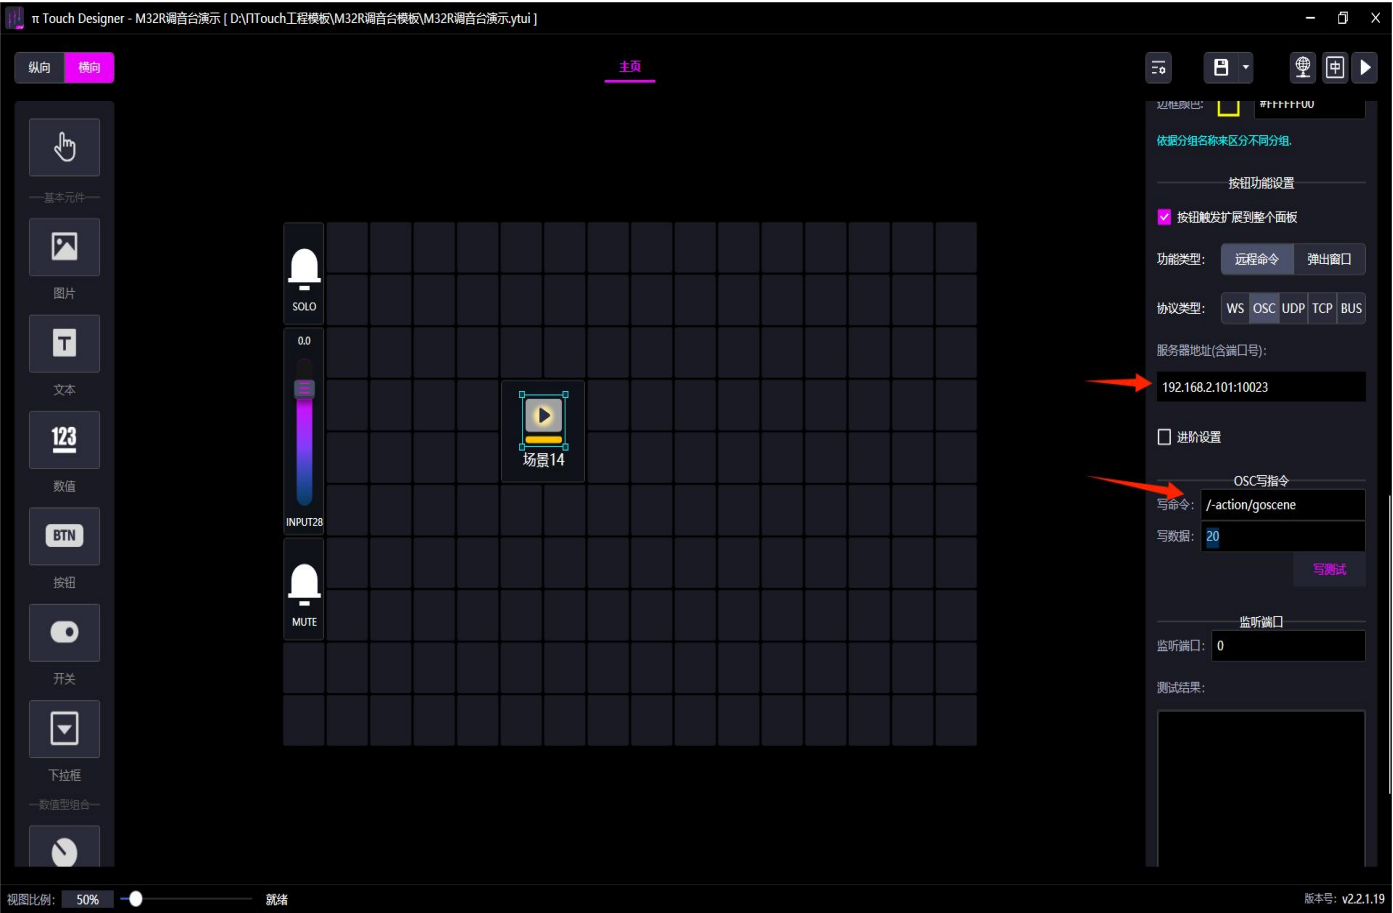 π Touch Designer - M32R调音台演示 [ D:\ΠTouch工程模板\M32R调音台模板\M32R调音台演示.ytui ]
纵向 横向
主页
中
边框颜色: #FFFFFF00
依据分组名称来区分不同分组.
基本元件
按钮功能设置
按钮触发扩展到整个面板
功能类型: 远程命令 弹出窗口
图片
SOLO
协议类型: WS OSC UDP TCP BUS
0.0
T
服务器地址(含端口号):
文本
192.168.2.101:10023
123
进阶设置
场景14
数值
OSC写指令
写命令: /-action/goscene
INPUT28
BTN
写数据: 20
写测试
按钮
MUTE
监听端口
监听端口: 0
开关
测试结果:
下拉框
数值型组合
视图比例: 50% 就绪
版本号: v2.2.1.19